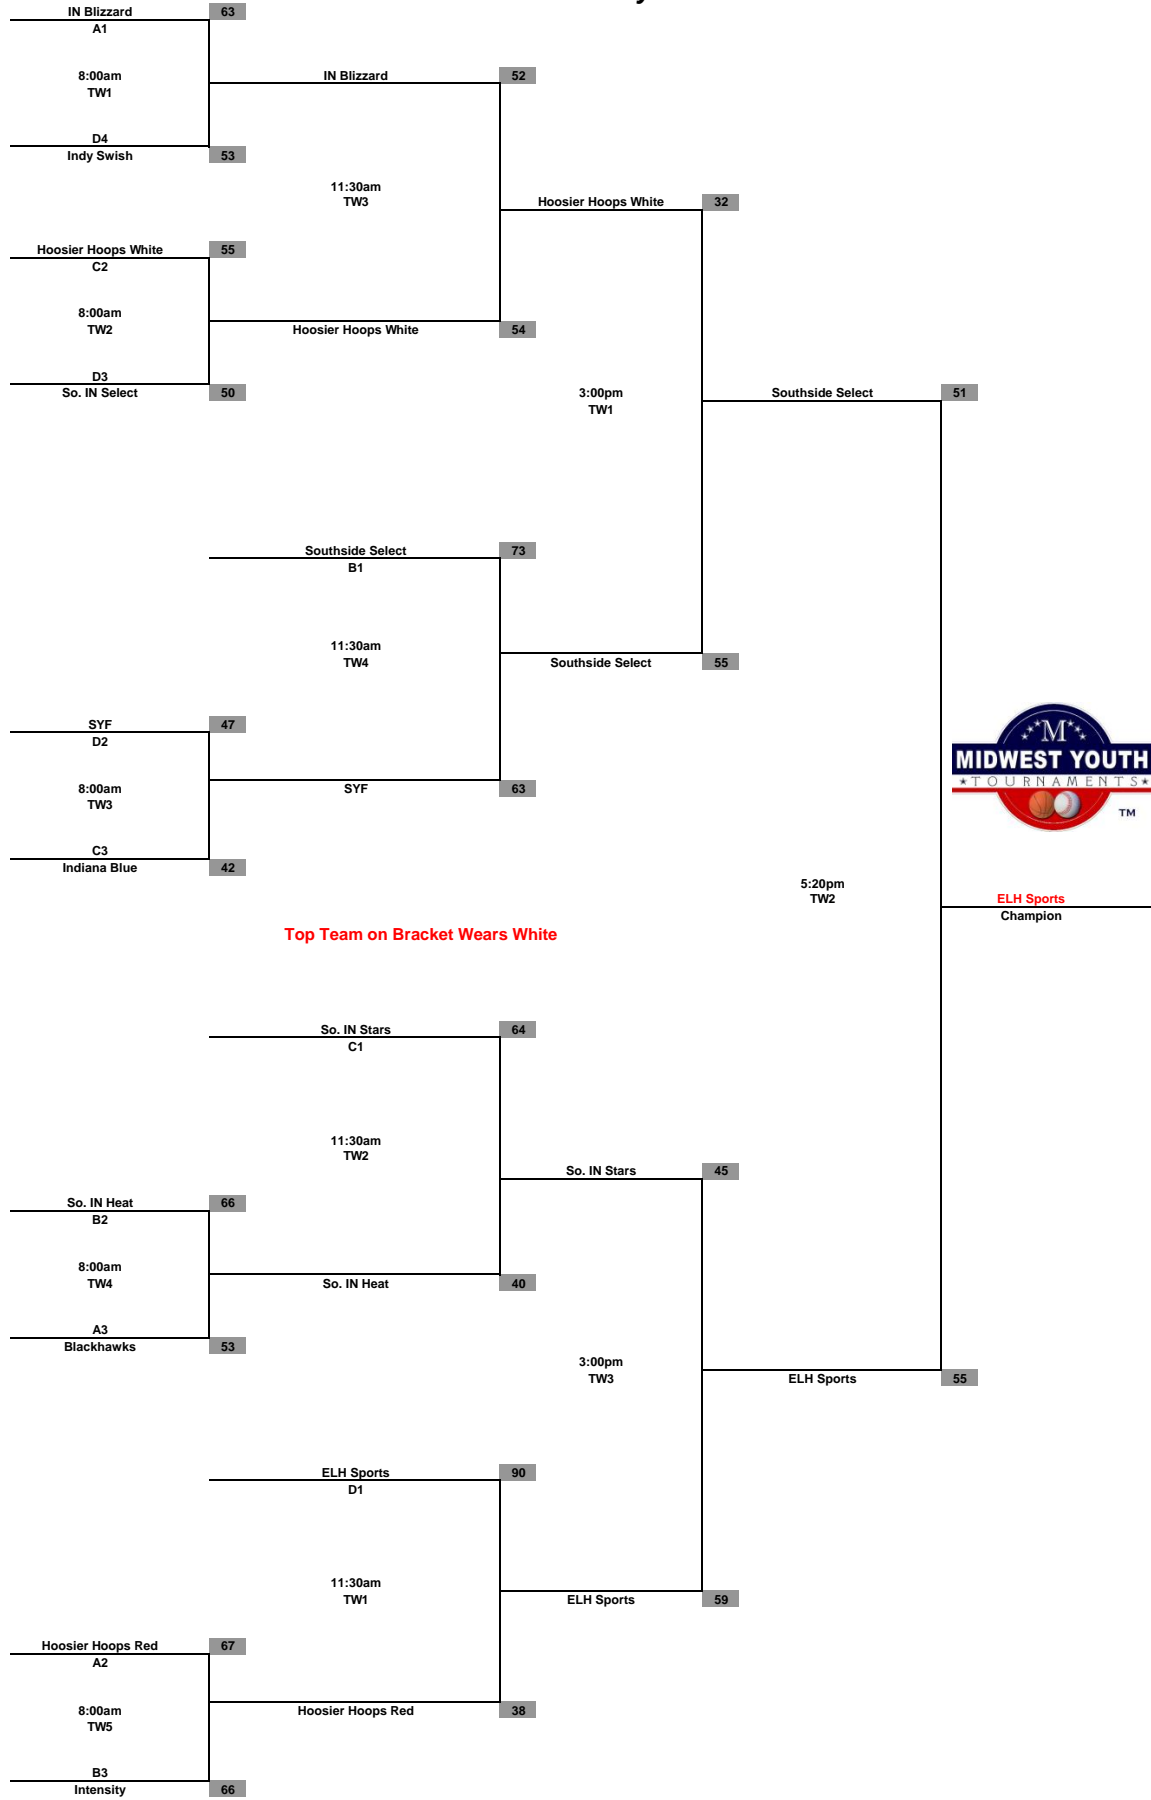 IN Blizzard 63
A1
8:00am
TW1
IN Blizzard 52
D4
Indy Swish 53
11:30am
TW3
Hoosier Hoops White 32
Hoosier Hoops White 55
C2
8:00am
TW2
Hoosier Hoops White 54
D3
So. IN Select 50
3:00pm
TW1
Southside Select 51
Southside Select 73
B1
11:30am
TW4
Southside Select 55
SYF 47
D2
8:00am
TW3
SYF 63
C3
Indiana Blue 42
M
MIDWEST YOUTH
TOURNAMENTS
TM
5:20pm
TW2
ELH Sports
Champion
Top Team on Bracket Wears White
So. IN Stars 64
C1
11:30am
TW2
So. IN Stars 45
So. IN Heat 66
B2
8:00am
TW4
So. IN Heat 40
A3
Blackhawks 53
3:00pm
TW3
ELH Sports 55
ELH Sports 90
D1
11:30am
TW1
ELH Sports 59
Hoosier Hoops Red 67
A2
8:00am
TW5
Hoosier Hoops Red 38
B3
Intensity 66